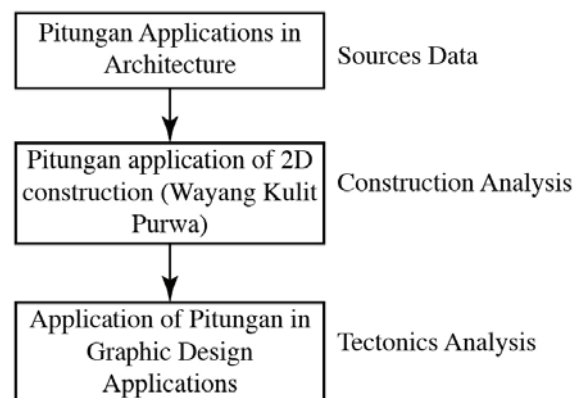 Pitungan Applications in
Architecture
Sources Data
Pitungan application of 2D
construction (Wayang Kulit
Purwa)
Construction Analysis
Application of Pitungan in
Graphic Design
Applications
Tectonics Analysis